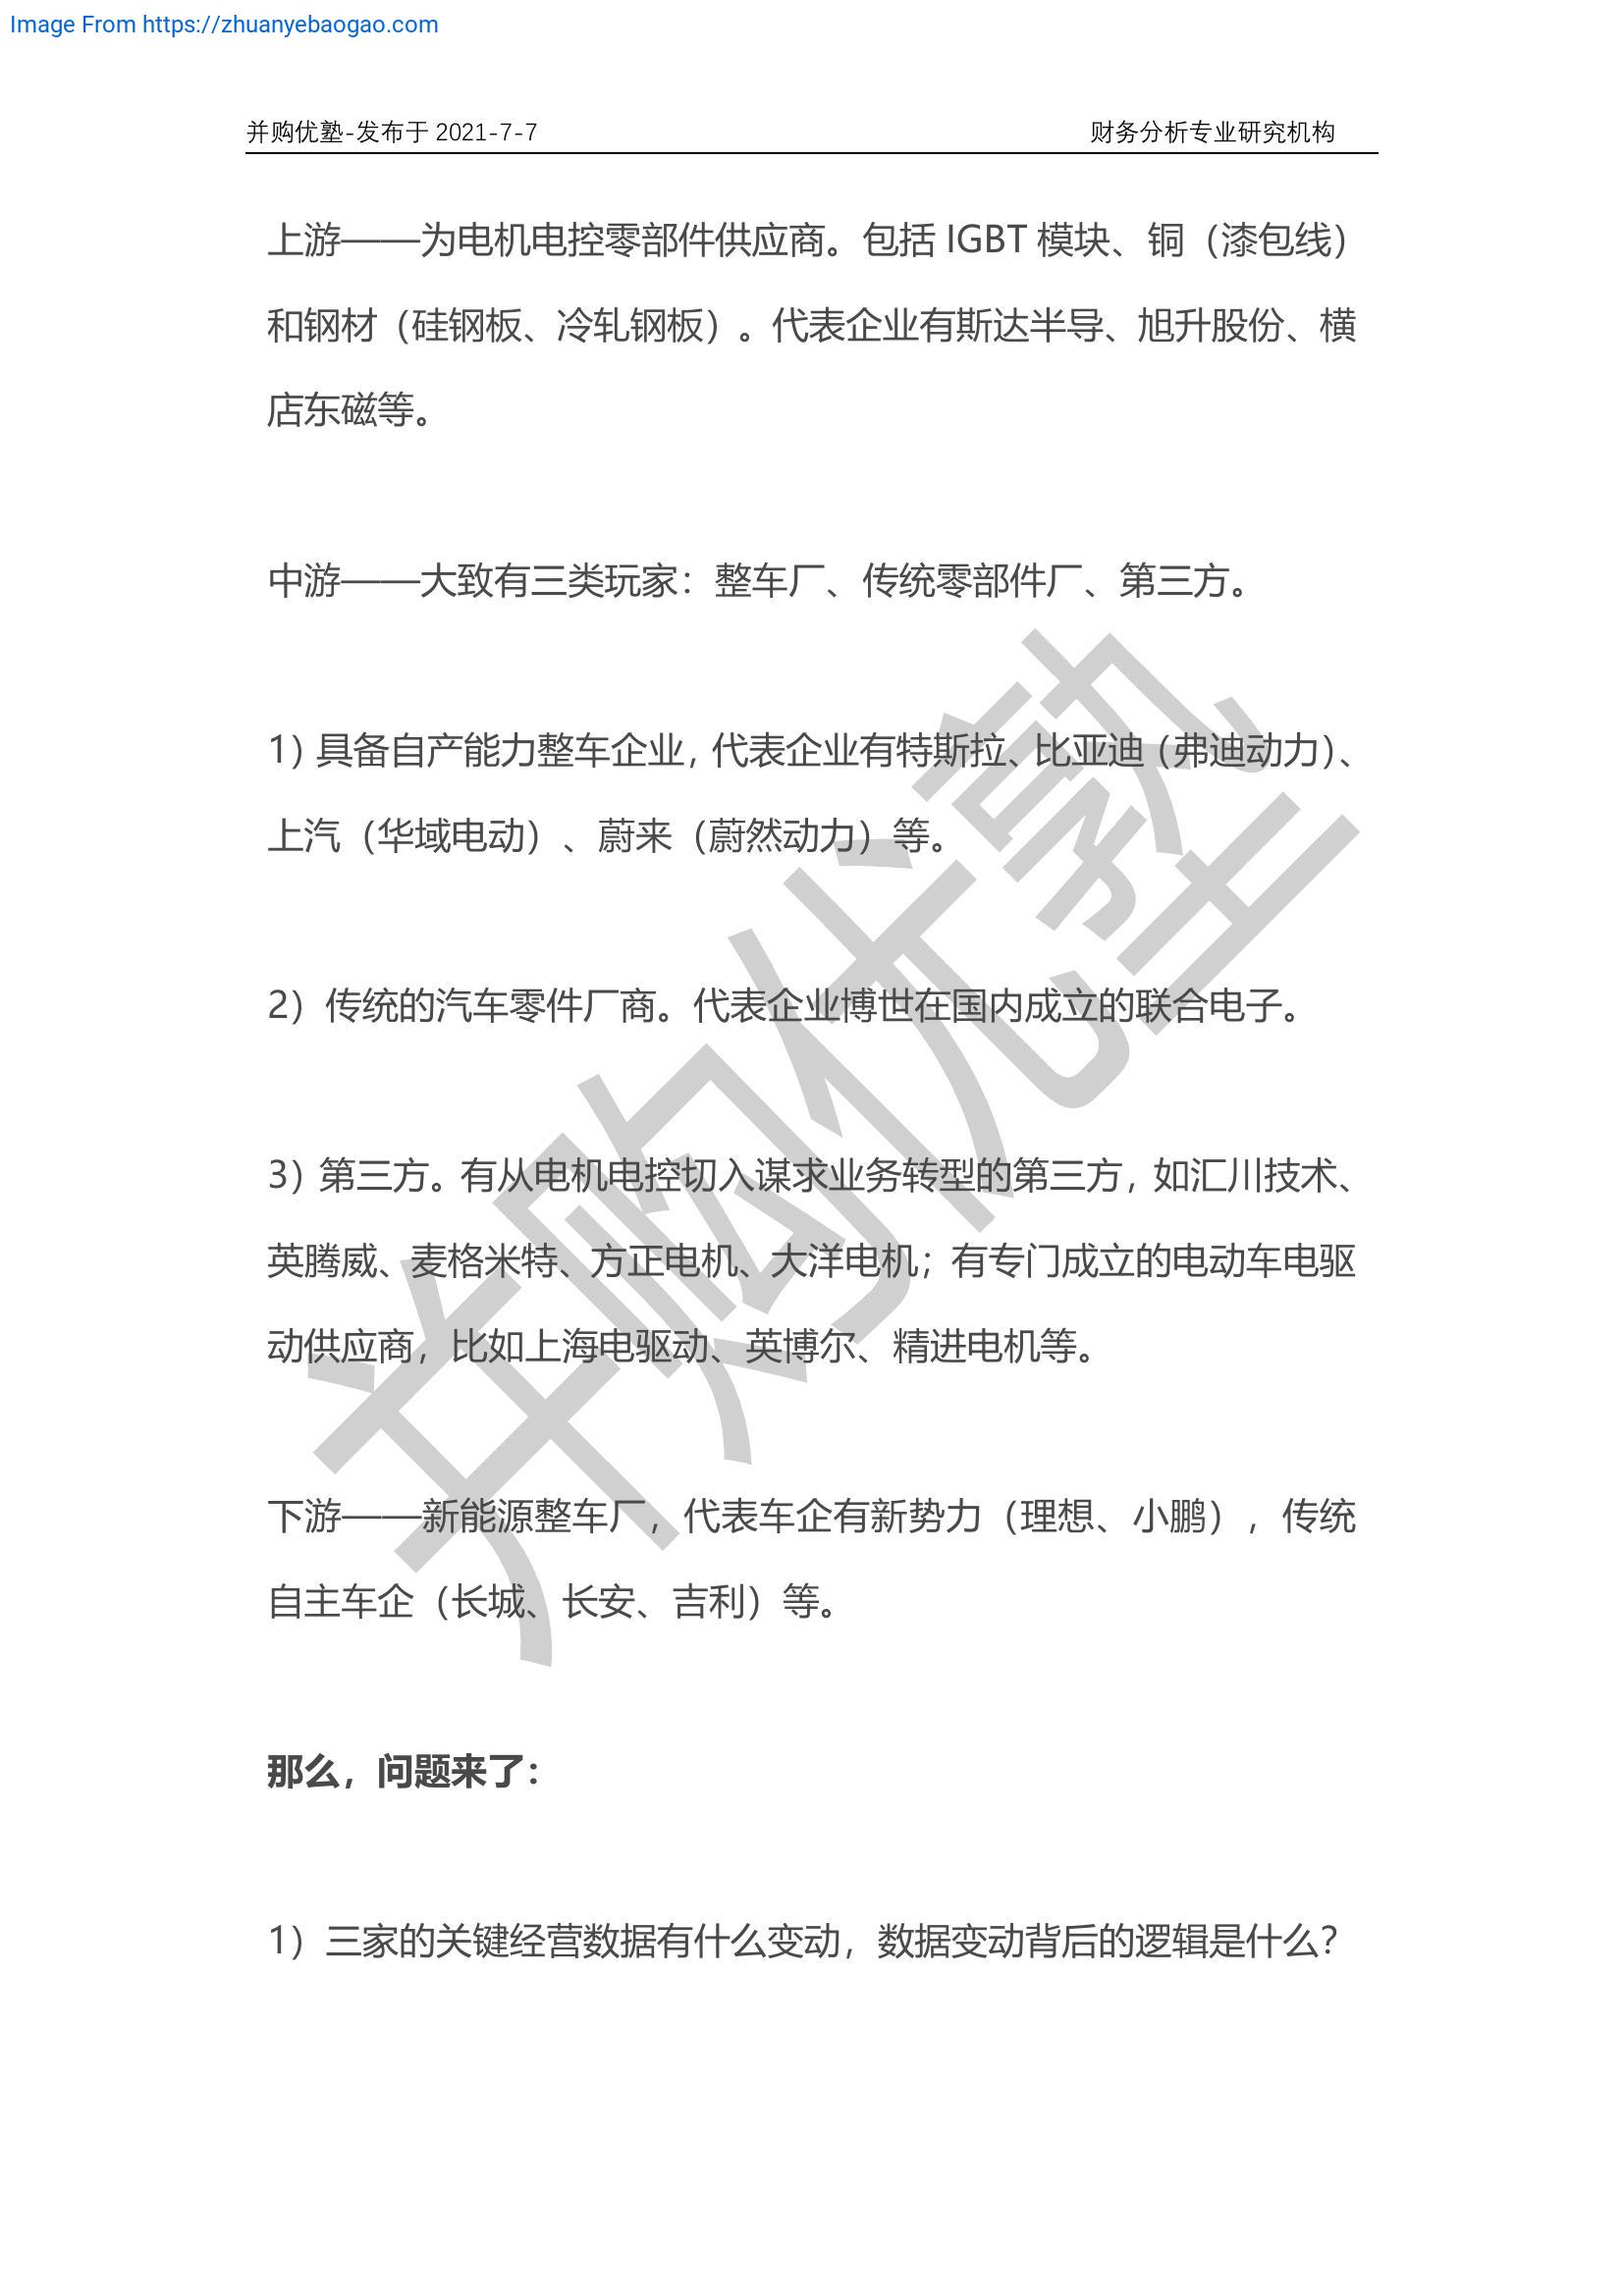 Image From https://zhuanyebaogao.com
并购优塾-发布于 2021-7-7 财务分析专业研究机构
上游——为电机电控零部件供应商。包括 IGBT 模块、铜（漆包线）
和钢材（硅钢板、冷轧钢板）。代表企业有斯达半导、旭升股份、横
店东磁等。
中游——大致有三类玩家：整车厂、传统零部件厂、第三方。
1）具备自产能力整车企业，代表企业有特斯拉、比亚迪（弗迪动力）、
上汽（华域电动）、蔚来（蔚然动力）等。
2）传统的汽车零件厂商。代表企业博世在国内成立的联合电子。
3）第三方。有从电机电控切入谋求业务转型的第三方，如汇川技术、
英腾威、麦格米特、方正电机、大洋电机；有专门成立的电动车电驱
动供应商，比如上海电驱动、英博尔、精进电机等。
下游——新能源整车厂，代表车企有新势力（理想、小鹏），传统
自主车企（长城、长安、吉利）等。
那么，问题来了：
1）三家的关键经营数据有什么变动，数据变动背后的逻辑是什么？
并购优塾